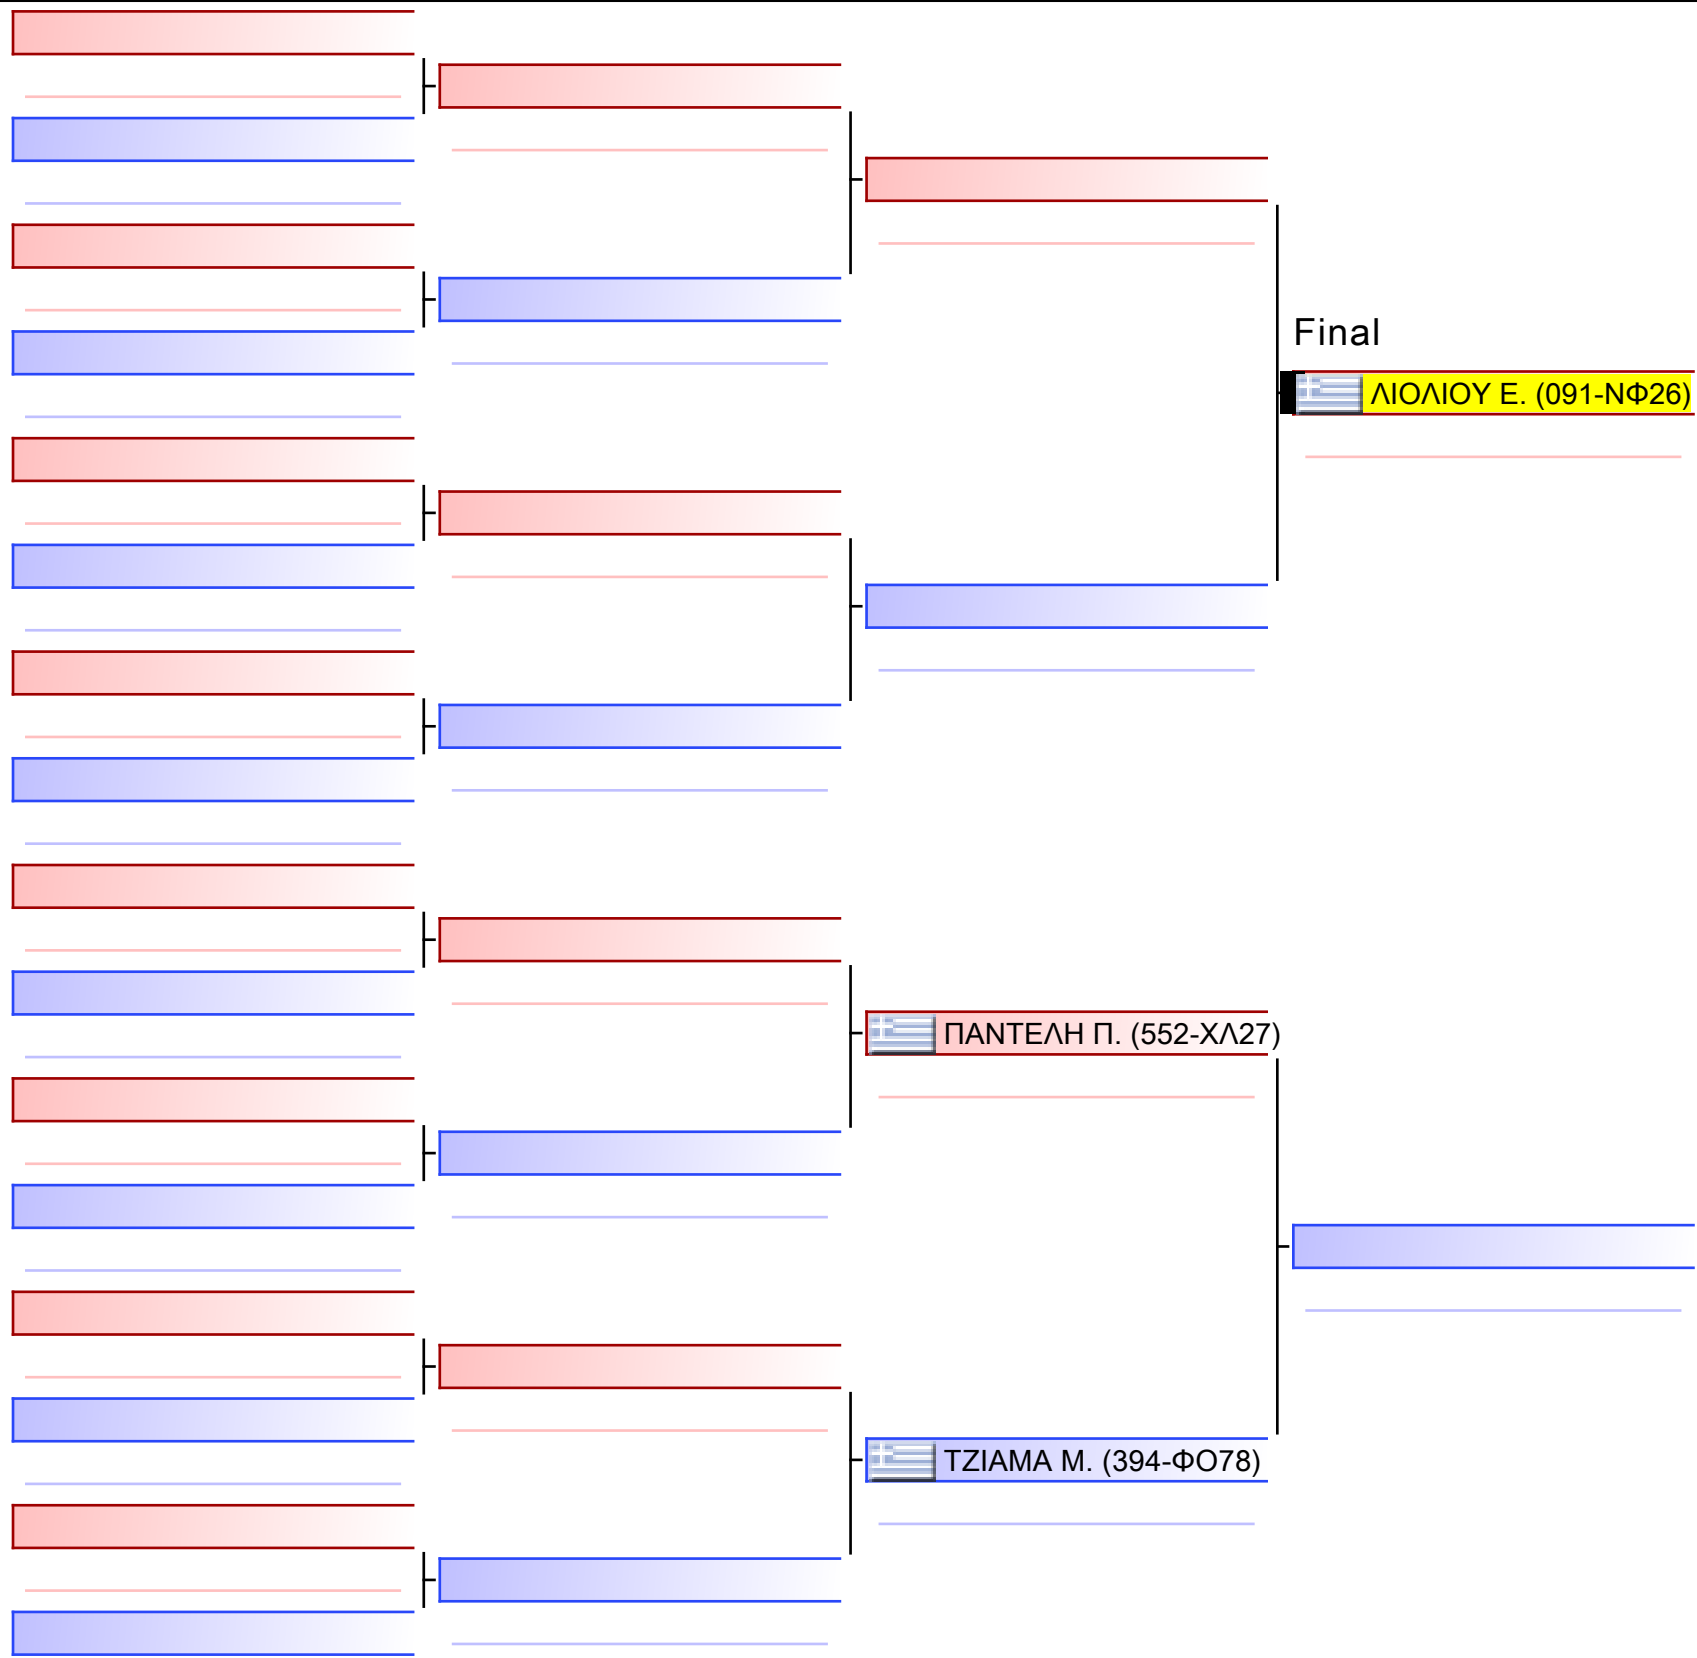 Final
ΛΙΟΛΙΟΥ Ε. (091-ΝΦ26)
ΠΑΝΤΕΛΗ Π. (552-ΧΛ27)
ΤΖΙΑΜΑ Μ. (394-ΦΟ78)